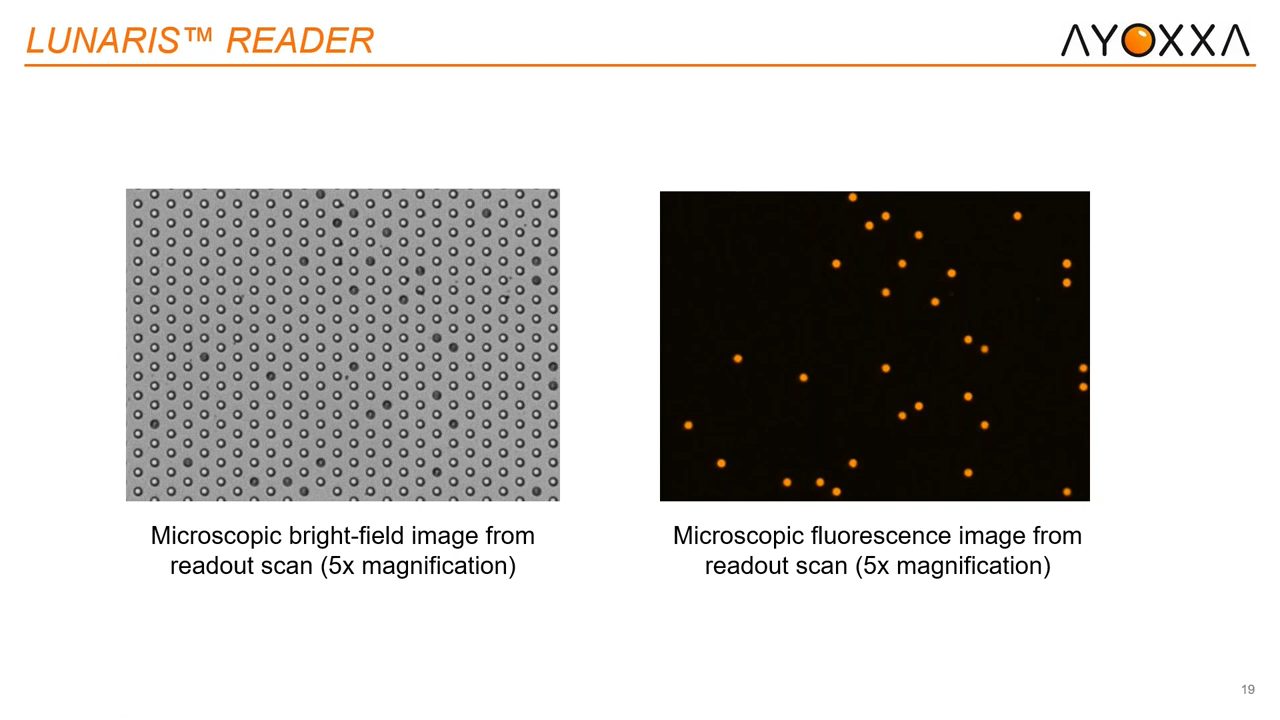 LUNARIS™ READER
AYOXXA
Microscopic bright-field image from
readout scan (5x magnification)
Microscopic fluorescence image from
readout scan (5x magnification)
19